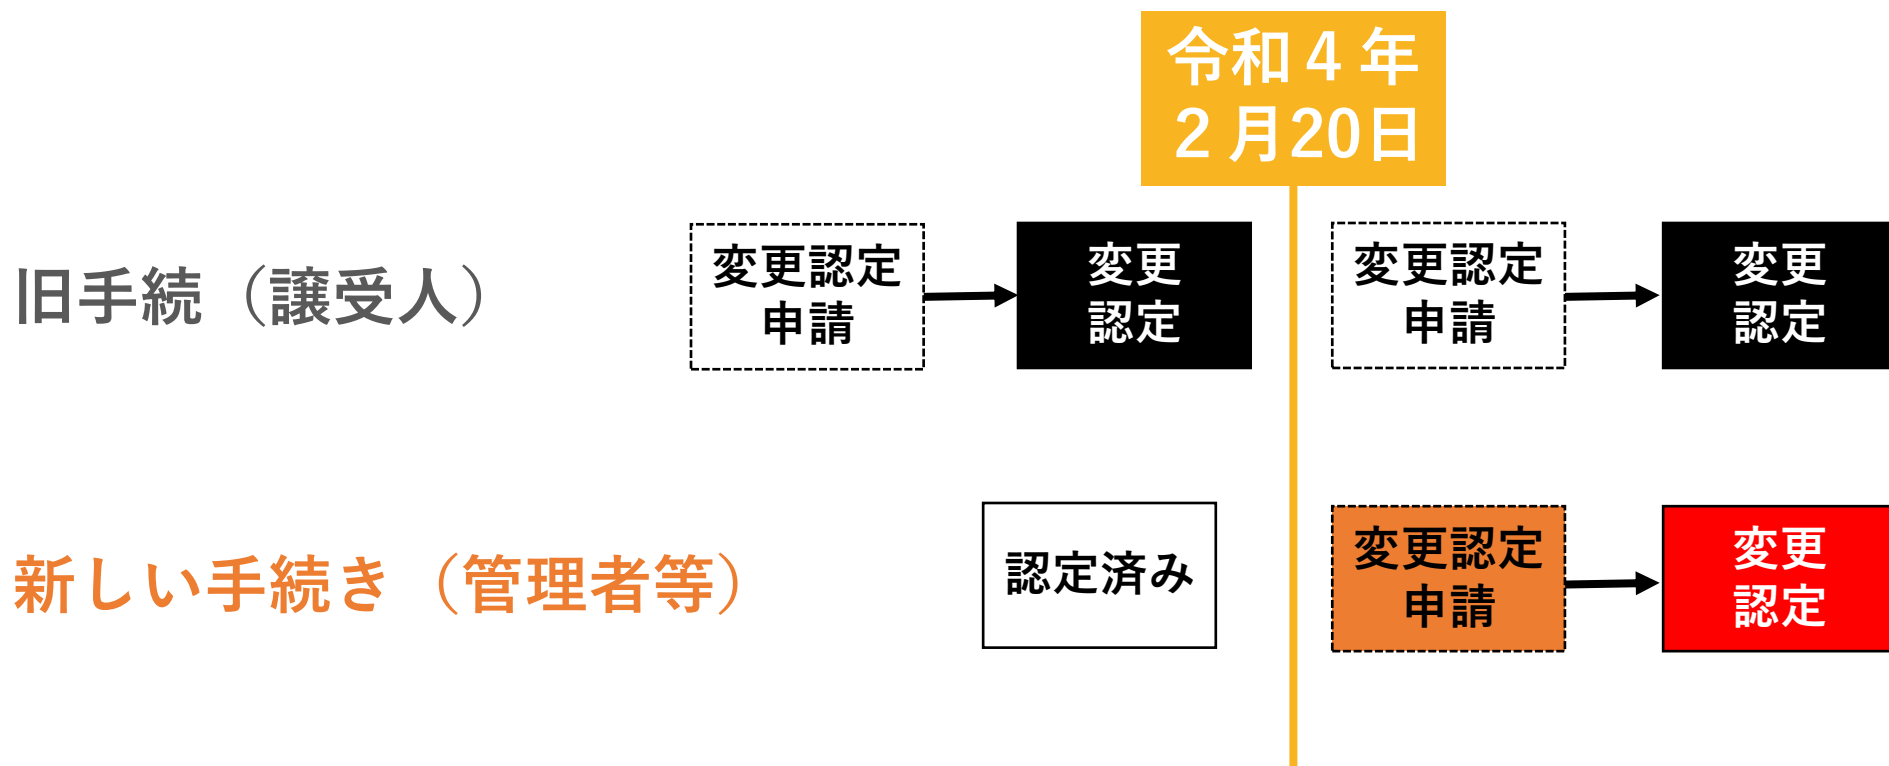 令和４年
２月20日
旧手続（譲受人）
変更認定
申請
変更
認定
変更認定
申請
変更
認定
新しい手続き（管理者等）
認定済み
変更認定
申請
変更
認定